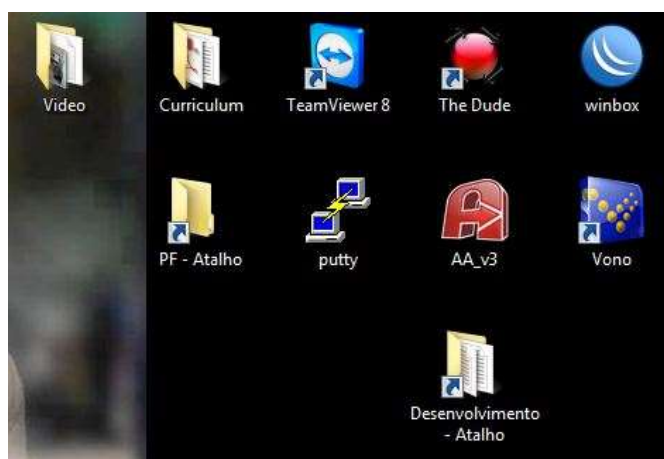 Video
Curriculum
TeamViewer 8
The Dude
winbox
PF - Atalho
putty
AA_v3
Vono
Desenvolvimento
- Atalho